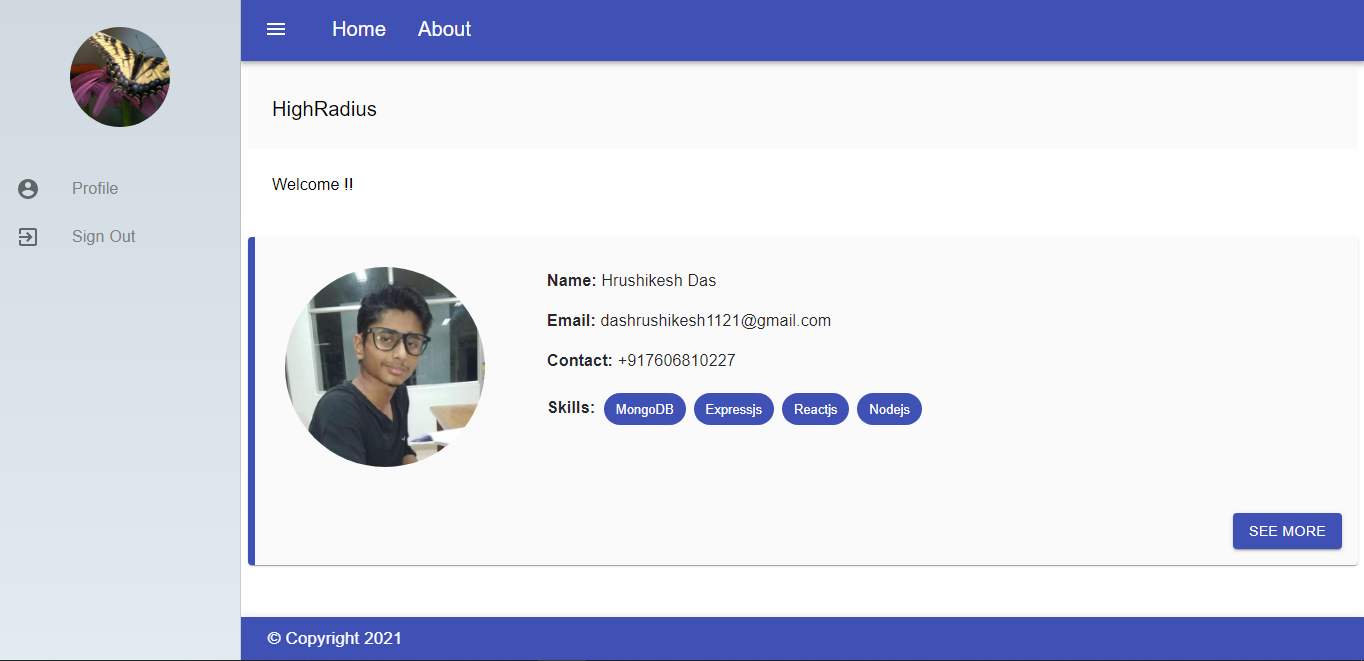 Home About
Profile
Sign Out
HighRadius
Welcome !!
Name: Hrushikesh Das
Email: dashrushikesh1121@gmail.com
Contact: +917606810227
Skills: MongoDB Expressjs Reactjs Nodejs
SEE MORE
© Copyright 2021